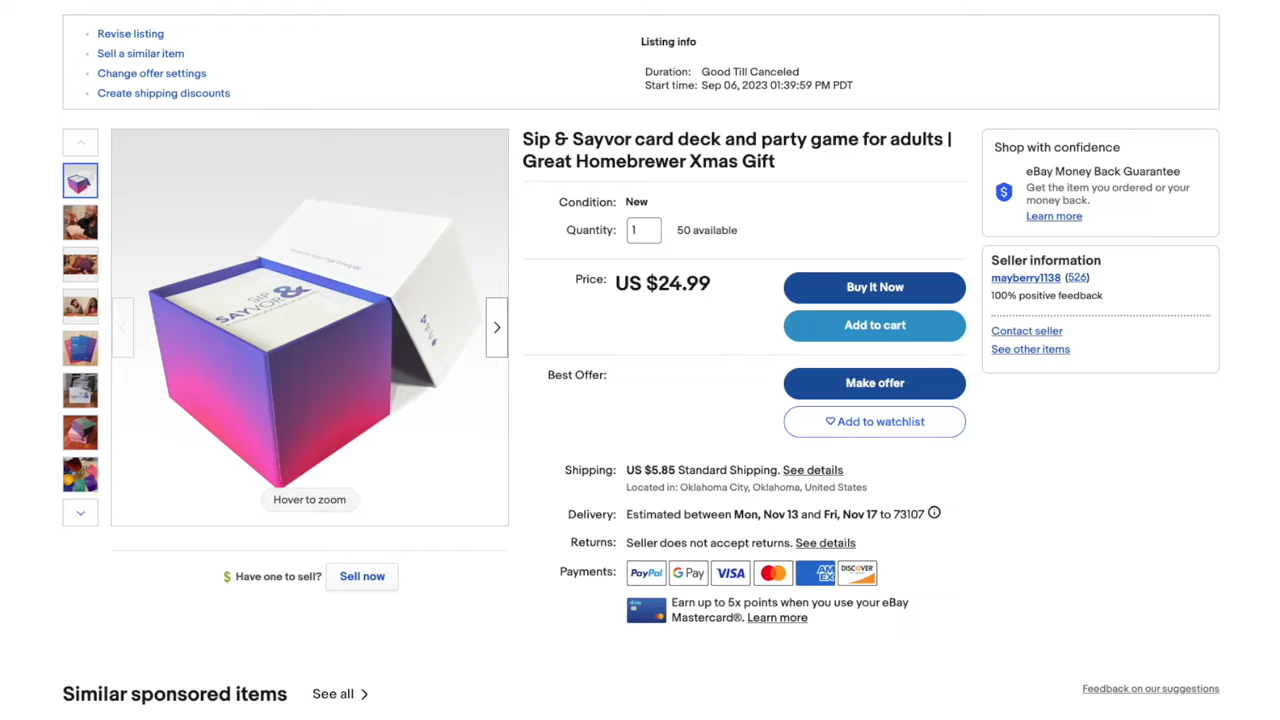 Revise listing
Sell a similar item
Change offer settings
Create shipping discounts
Listing info
Duration: Good Till Canceled
Start time: Sep 06, 2023 01:39:59 PM PDT
SIP &
SAYVOR
Hover to zoom
$ Have one to sell? Sell now
Sip & Sayvor card deck and party game for adults |
Great Homebrewer Xmas Gift
Condition: New
Quantity: 1 50 available
Price: US $24.99
Buy It Now
Add to cart
Best Offer:
Make offer
Add to watchlist
Shipping: US $5.85 Standard Shipping. See details
Located in: Oklahoma City, Oklahoma, United States
Delivery: Estimated between Mon, Nov 13 and Fri, Nov 17 to 73107
Returns: Seller does not accept returns. See details
Payments: PayPal G Pay VISA AM EX DISCOVER
Earn up to 5x points when you use your eBay
Mastercard®. Learn more
Shop with confidence
eBay Money Back Guarantee
Get the item you ordered or your
money back.
Learn more
Seller information
mayberry1138 (526)
100% positive feedback
Contact seller
See other items
Similar sponsored items See all
Feedback on our suggestions